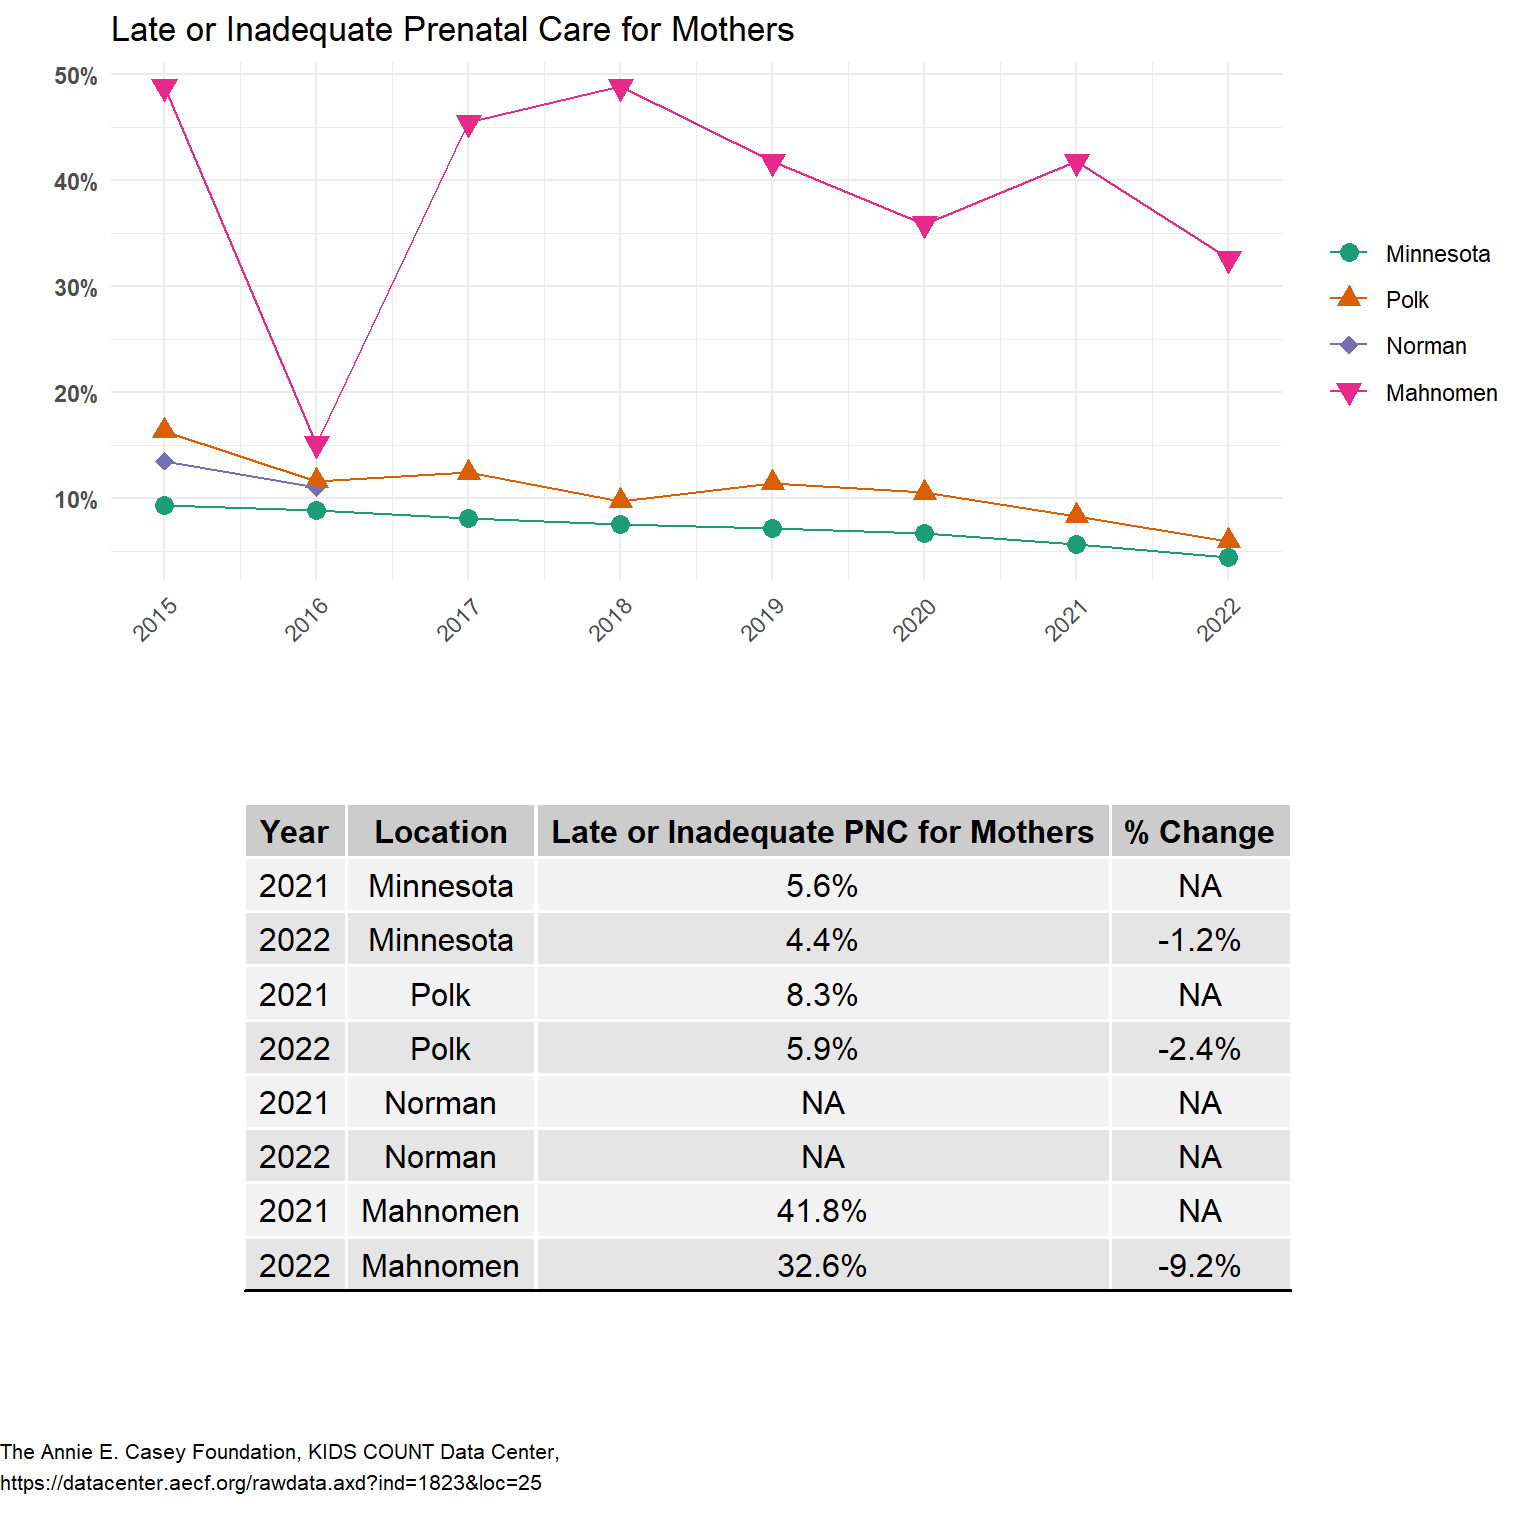 Late or Inadequate Prenatal Care for Mothers
50%
40%
30%
20%
10%
2015 2016 2017 2018 2019 2020 2021 2022
Minnesota
Polk
Norman
Mahnomen
Year Location Late or Inadequate PNC for Mothers % Change
2021 Minnesota 5.6% NA
2022 Minnesota 4.4% -1.2%
2021 Polk 8.3% NA
2022 Polk 5.9% -2.4%
2021 Norman NA NA
2022 Norman NA NA
2021 Mahnomen 41.8% NA
2022 Mahnomen 32.6% -9.2%
The Annie E. Casey Foundation, KIDS COUNT Data Center,
https://datacenter.aecf.org/rawdata.axd?ind=1823&loc=25